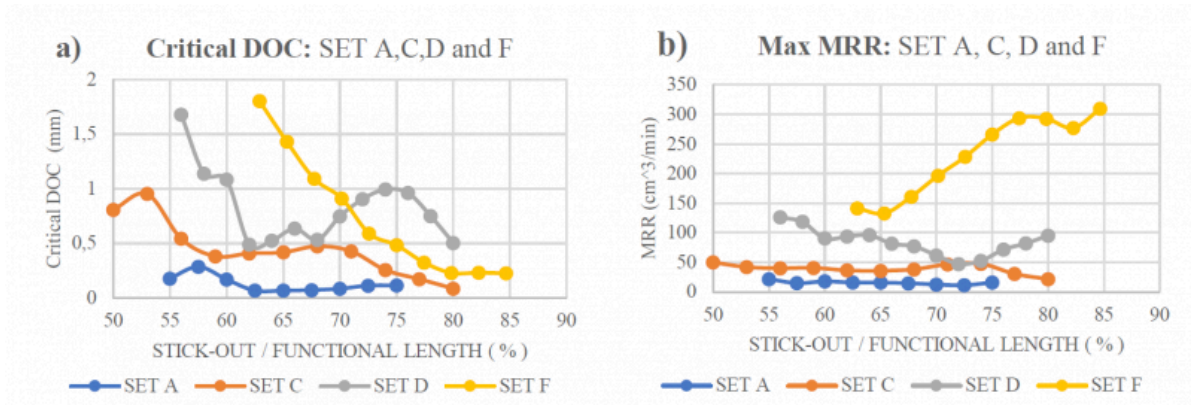 a) Critical DOC: SET A,C,D and F
2
1,5
1
0,5
0
Critical DOC (mm)
50 55 60 65 70 75 80 85 90
STICK-OUT / FUNCTIONAL LENGTH ( % )
SET A SET C SET D SET F
b) Max MRR: SET A, C, D and F
350
300
250
200
150
100
50
0
MRR (cm^3/min)
50 55 60 65 70 75 80 85 90
STICK-OUT / FUNCTIONAL LENGTH ( % )
SET A SET C SET D SET F